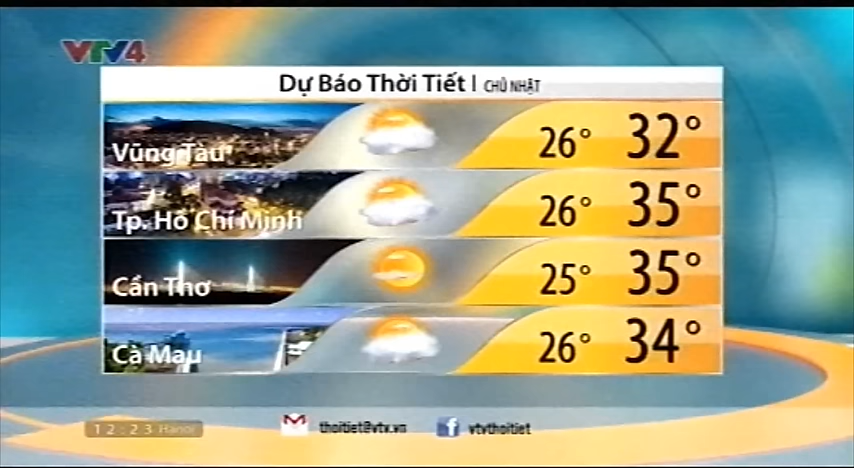 VTV4
Dự Báo Thời Tiết | CHỦ NHẬT
Vũng Tàu 26° 32°
Tp. Hồ Chí Minh 26° 35°
Cần Thơ 25° 35°
Cà Mau 26° 34°
12:23 Hanoi
thoitiet@vtv.vn vtvthoitiet